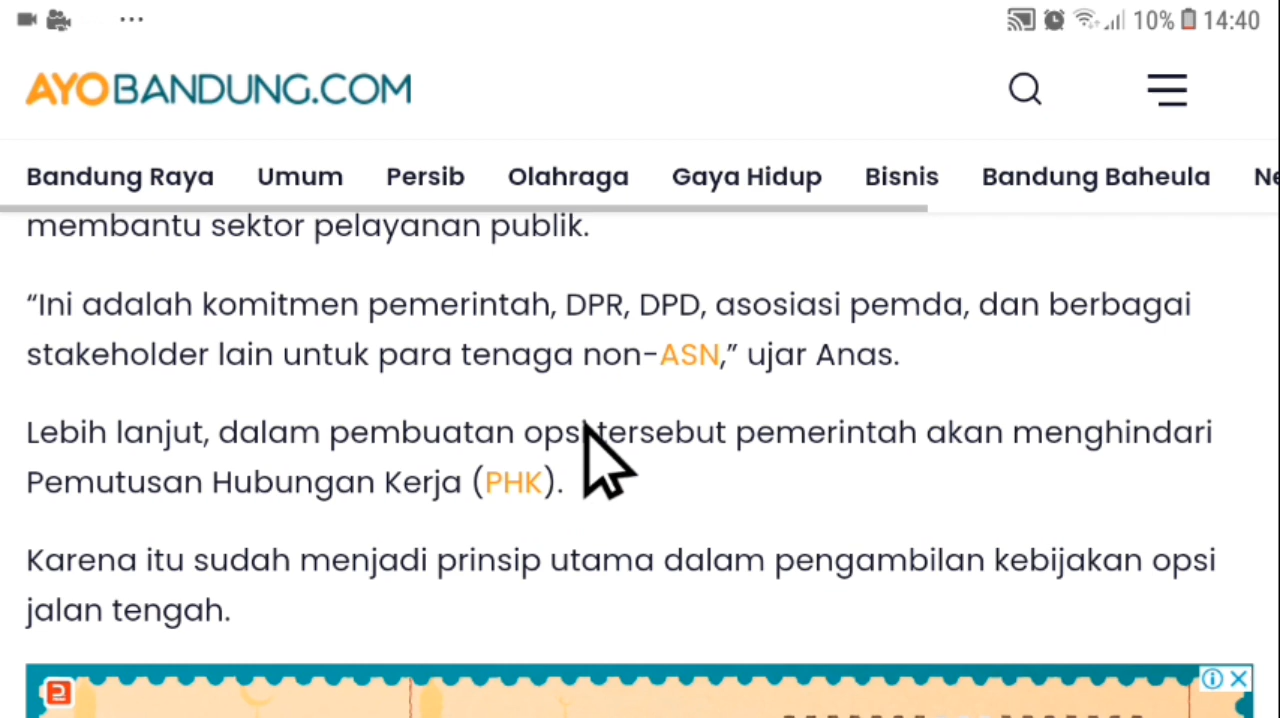 10% 14:40
AYOBANDUNG.COM
Bandung Raya Umum Persib Olahraga Gaya Hidup Bisnis Bandung Baheula
membantu sektor pelayanan publik.
“Ini adalah komitmen pemerintah, DPR, DPD, asosiasi pemda, dan berbagai
stakeholder lain untuk para tenaga non-ASN,” ujar Anas.
Lebih lanjut, dalam pembuatan opsi tersebut pemerintah akan menghindari
Pemutusan Hubungan Kerja (PHK).
Karena itu sudah menjadi prinsip utama dalam pengambilan kebijakan opsi
jalan tengah.